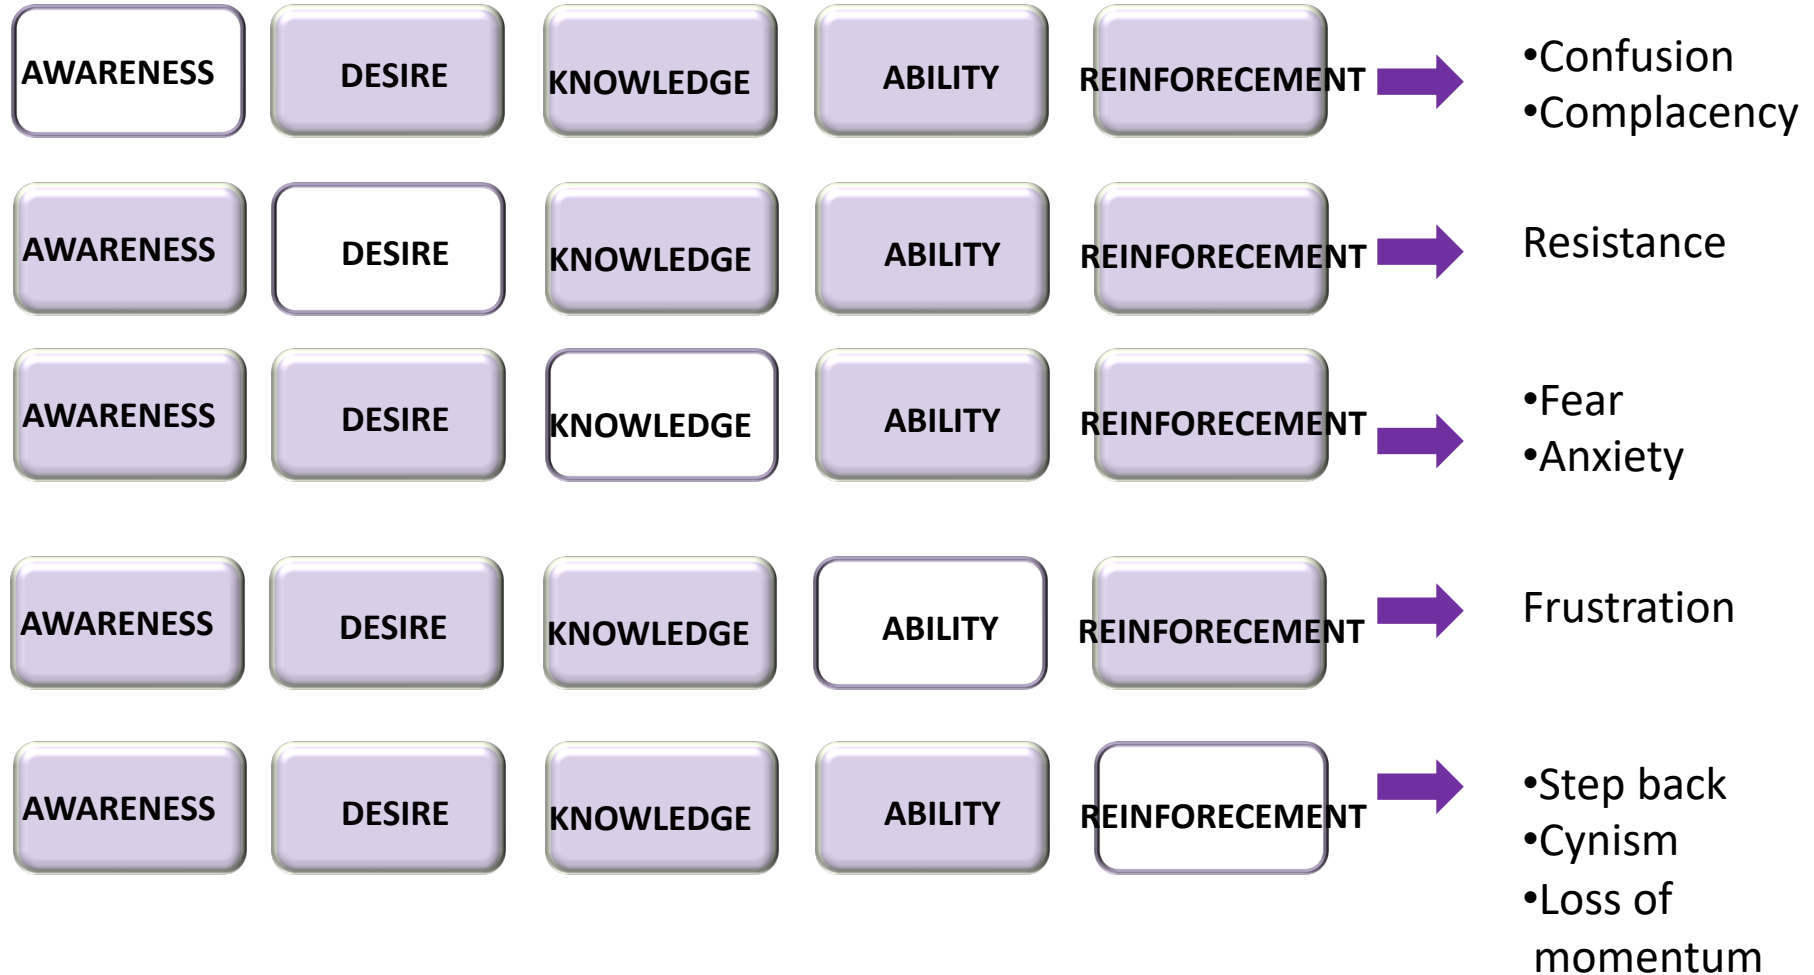 AWARENESS DESIRE KNOWLEDGE ABILITY REINFORECEMENT
•Confusion
•Complacency
AWARENESS DESIRE KNOWLEDGE ABILITY REINFORECEMENT
Resistance
AWARENESS DESIRE KNOWLEDGE ABILITY REINFORECEMENT
•Fear
•Anxiety
AWARENESS DESIRE KNOWLEDGE ABILITY REINFORECEMENT
Frustration
AWARENESS DESIRE KNOWLEDGE ABILITY REINFORECEMENT
•Step back
•Cynism
•Loss of
momentum